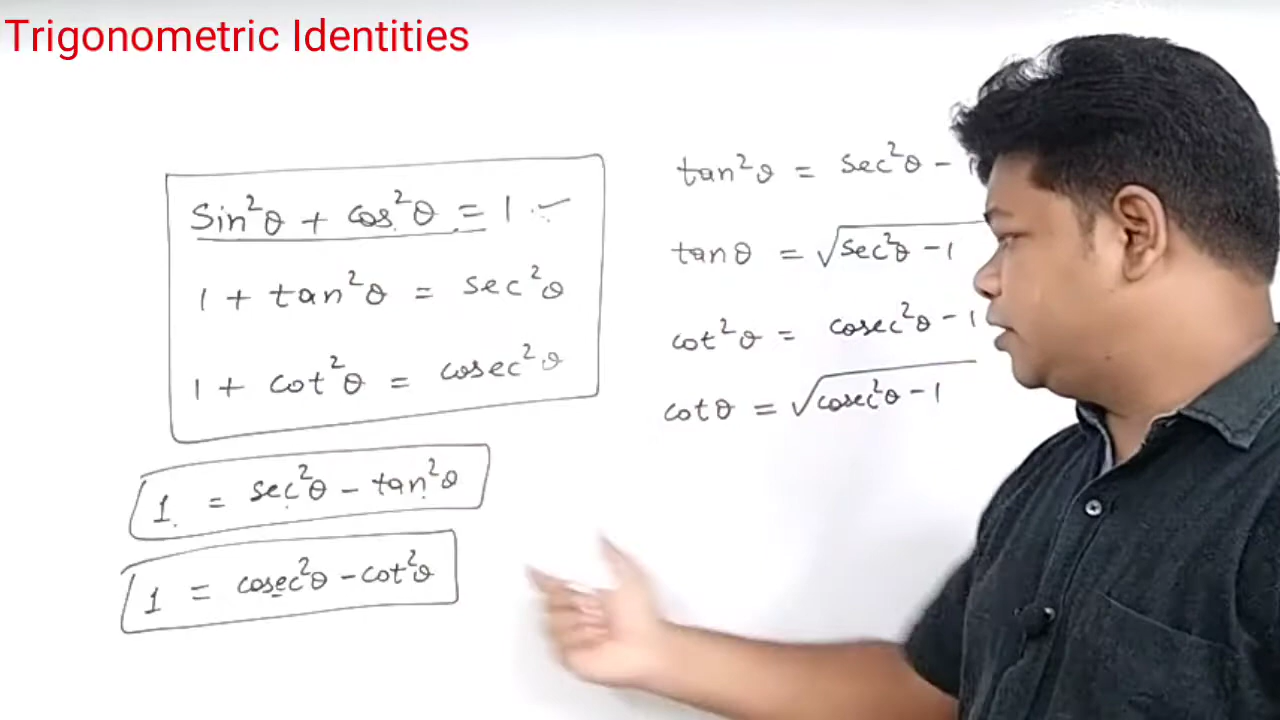 Trigonometric Identities
Sin²θ + cos²θ = 1
1 + tan²θ = sec²θ
1 + cot²θ = cosec²θ
1 = sec²θ - tan²θ
1 = cosec²θ - cot²θ
tan²θ = sec²θ - 1
tanθ = √sec²θ - 1
cot²θ = cosec²θ - 1
cotθ = √cosec²θ - 1